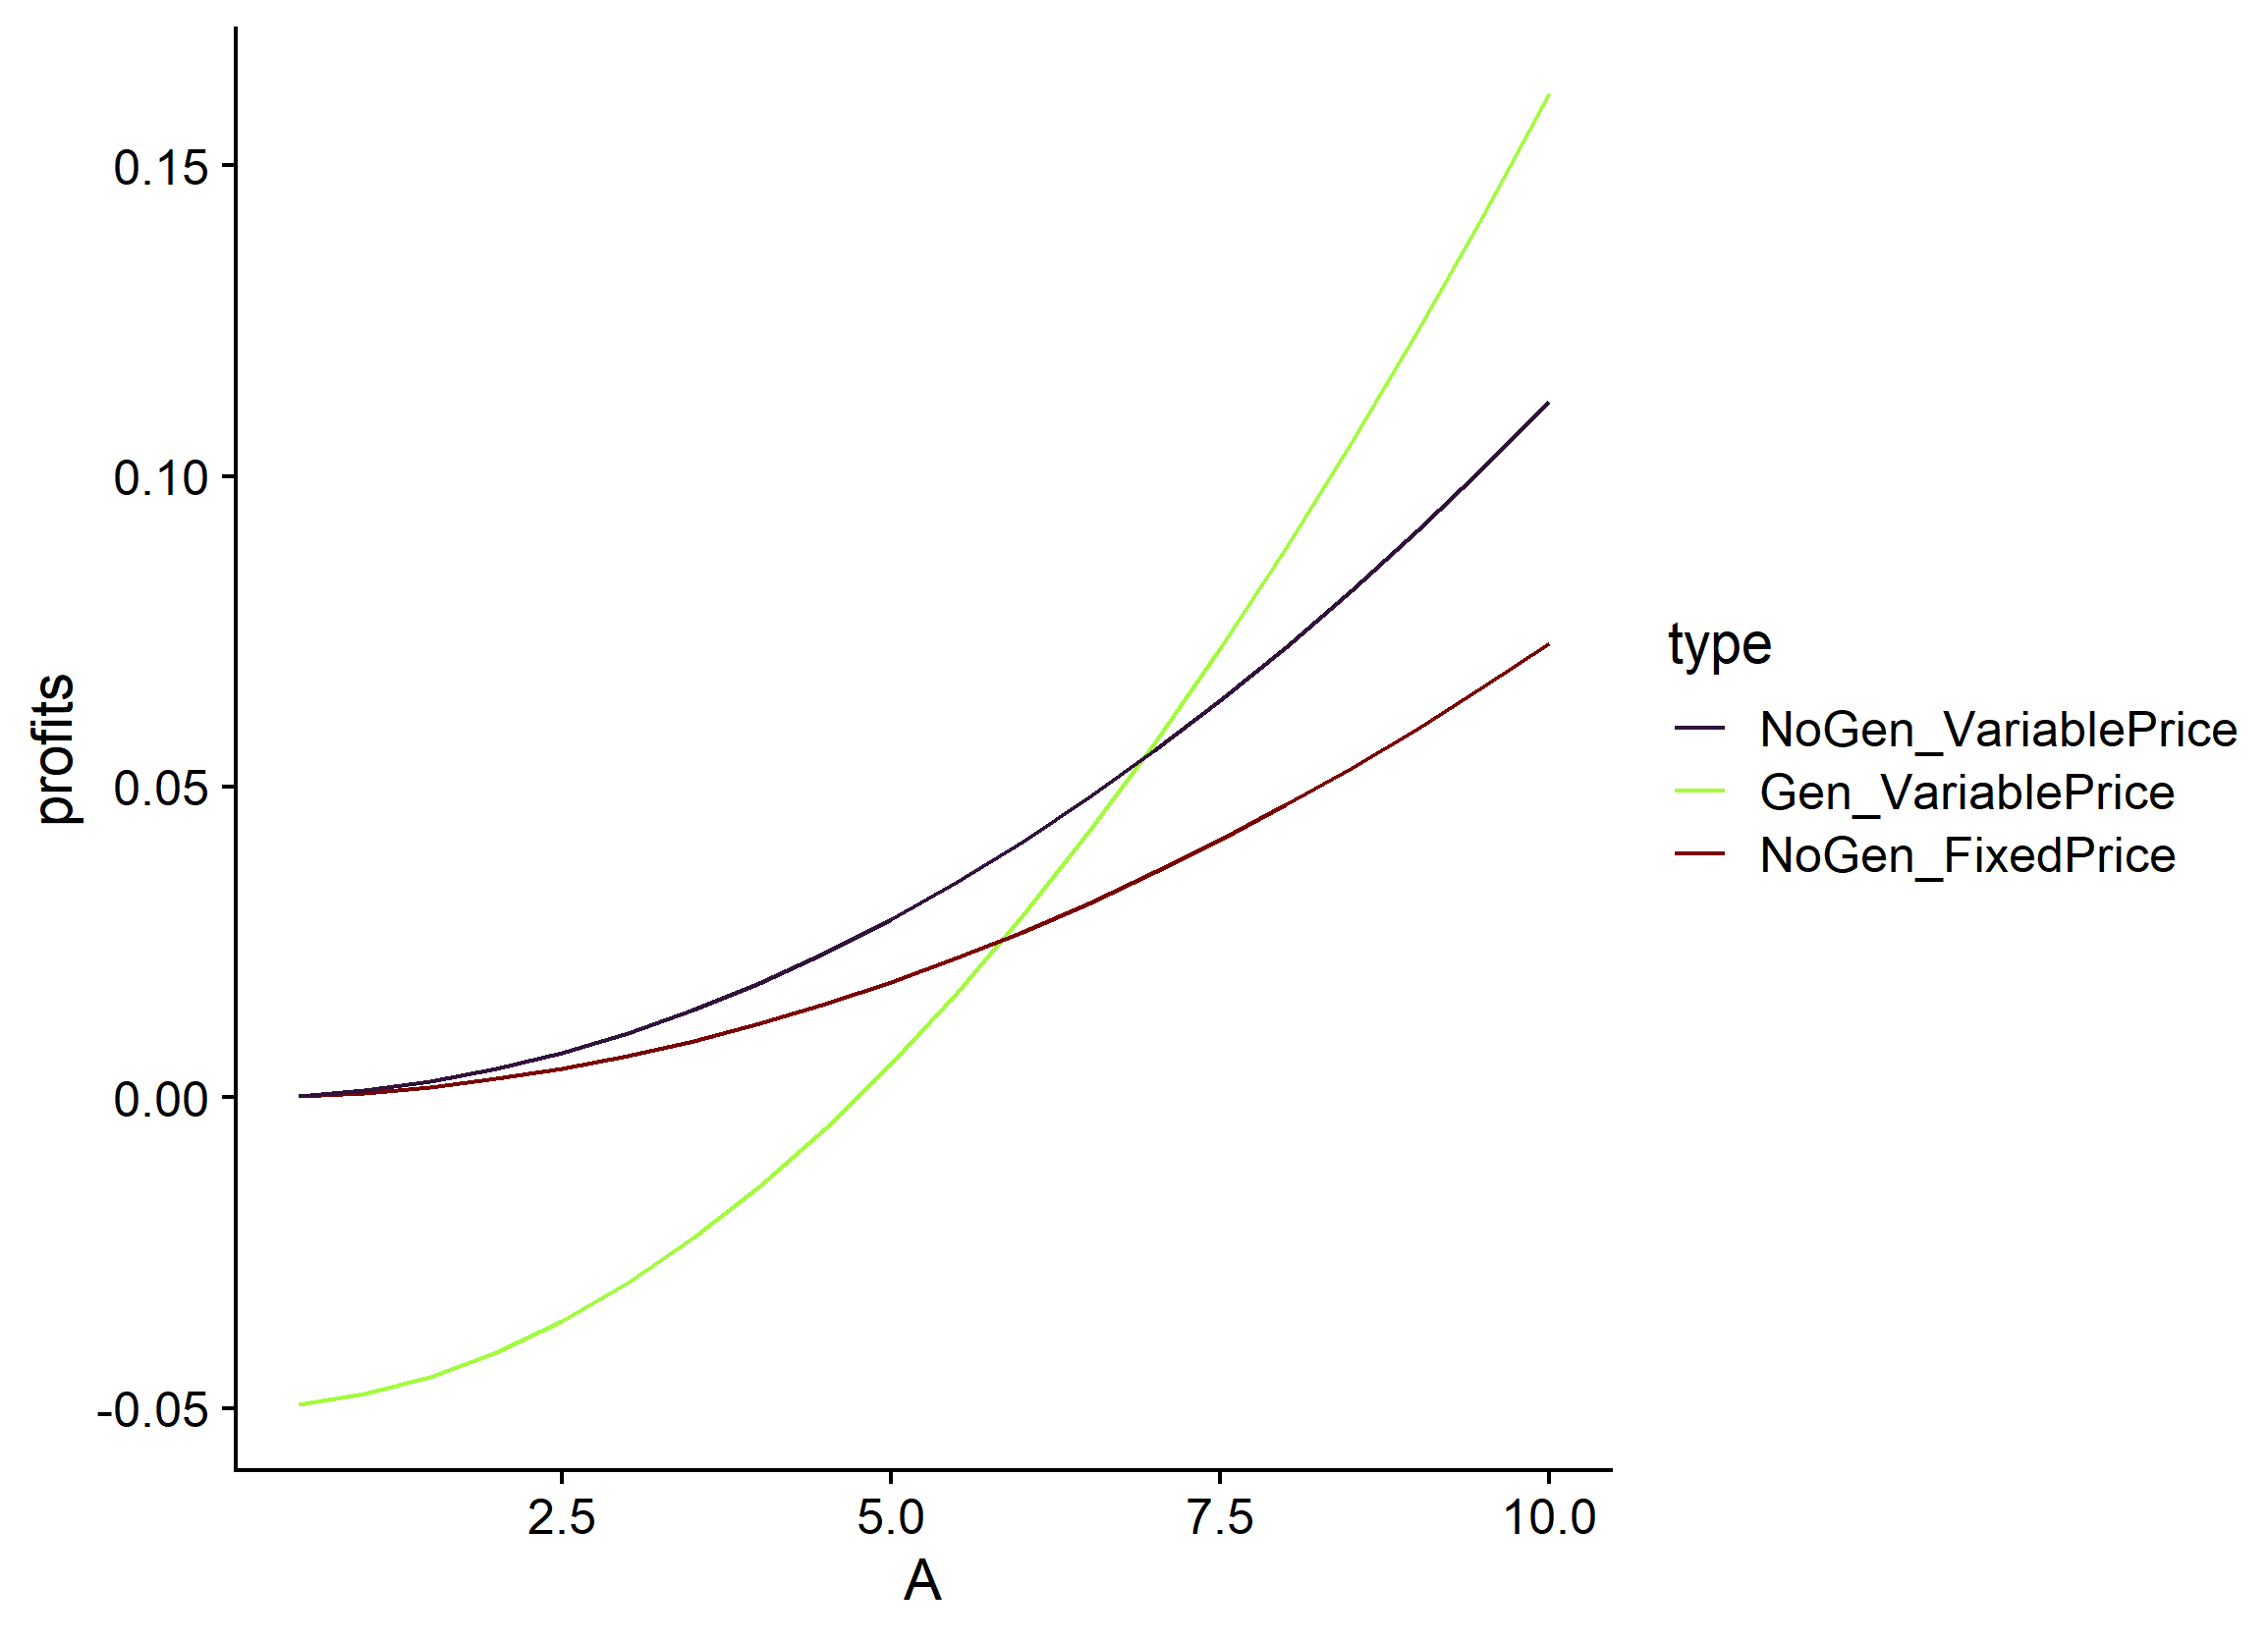 profits
0.15
0.10
0.05
0.00
-0.05
2.5 5.0 7.5 10.0
A
type
NoGen_VariablePrice
Gen_VariablePrice
NoGen_FixedPrice